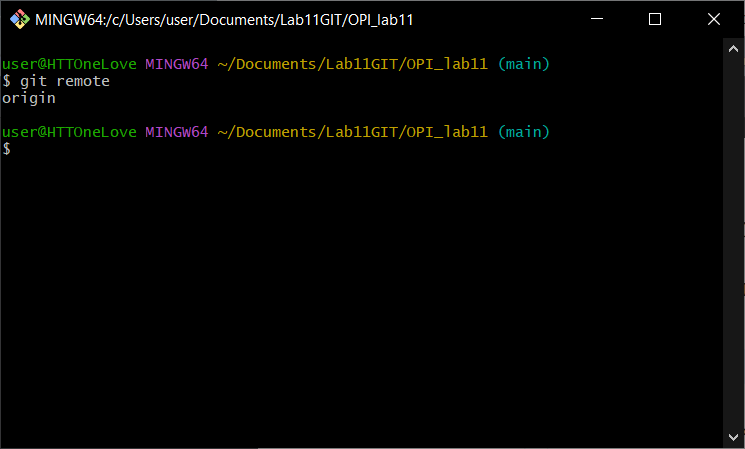 MINGW64:/c/Users/user/Documents/Lab11GIT/OPI_lab11
user@HTTOneLove MINGW64 ~/Documents/Lab11GIT/OPI_lab11 (main)
$ git remote
origin
user@HTTOneLove MINGW64 ~/Documents/Lab11GIT/OPI_lab11 (main)
$